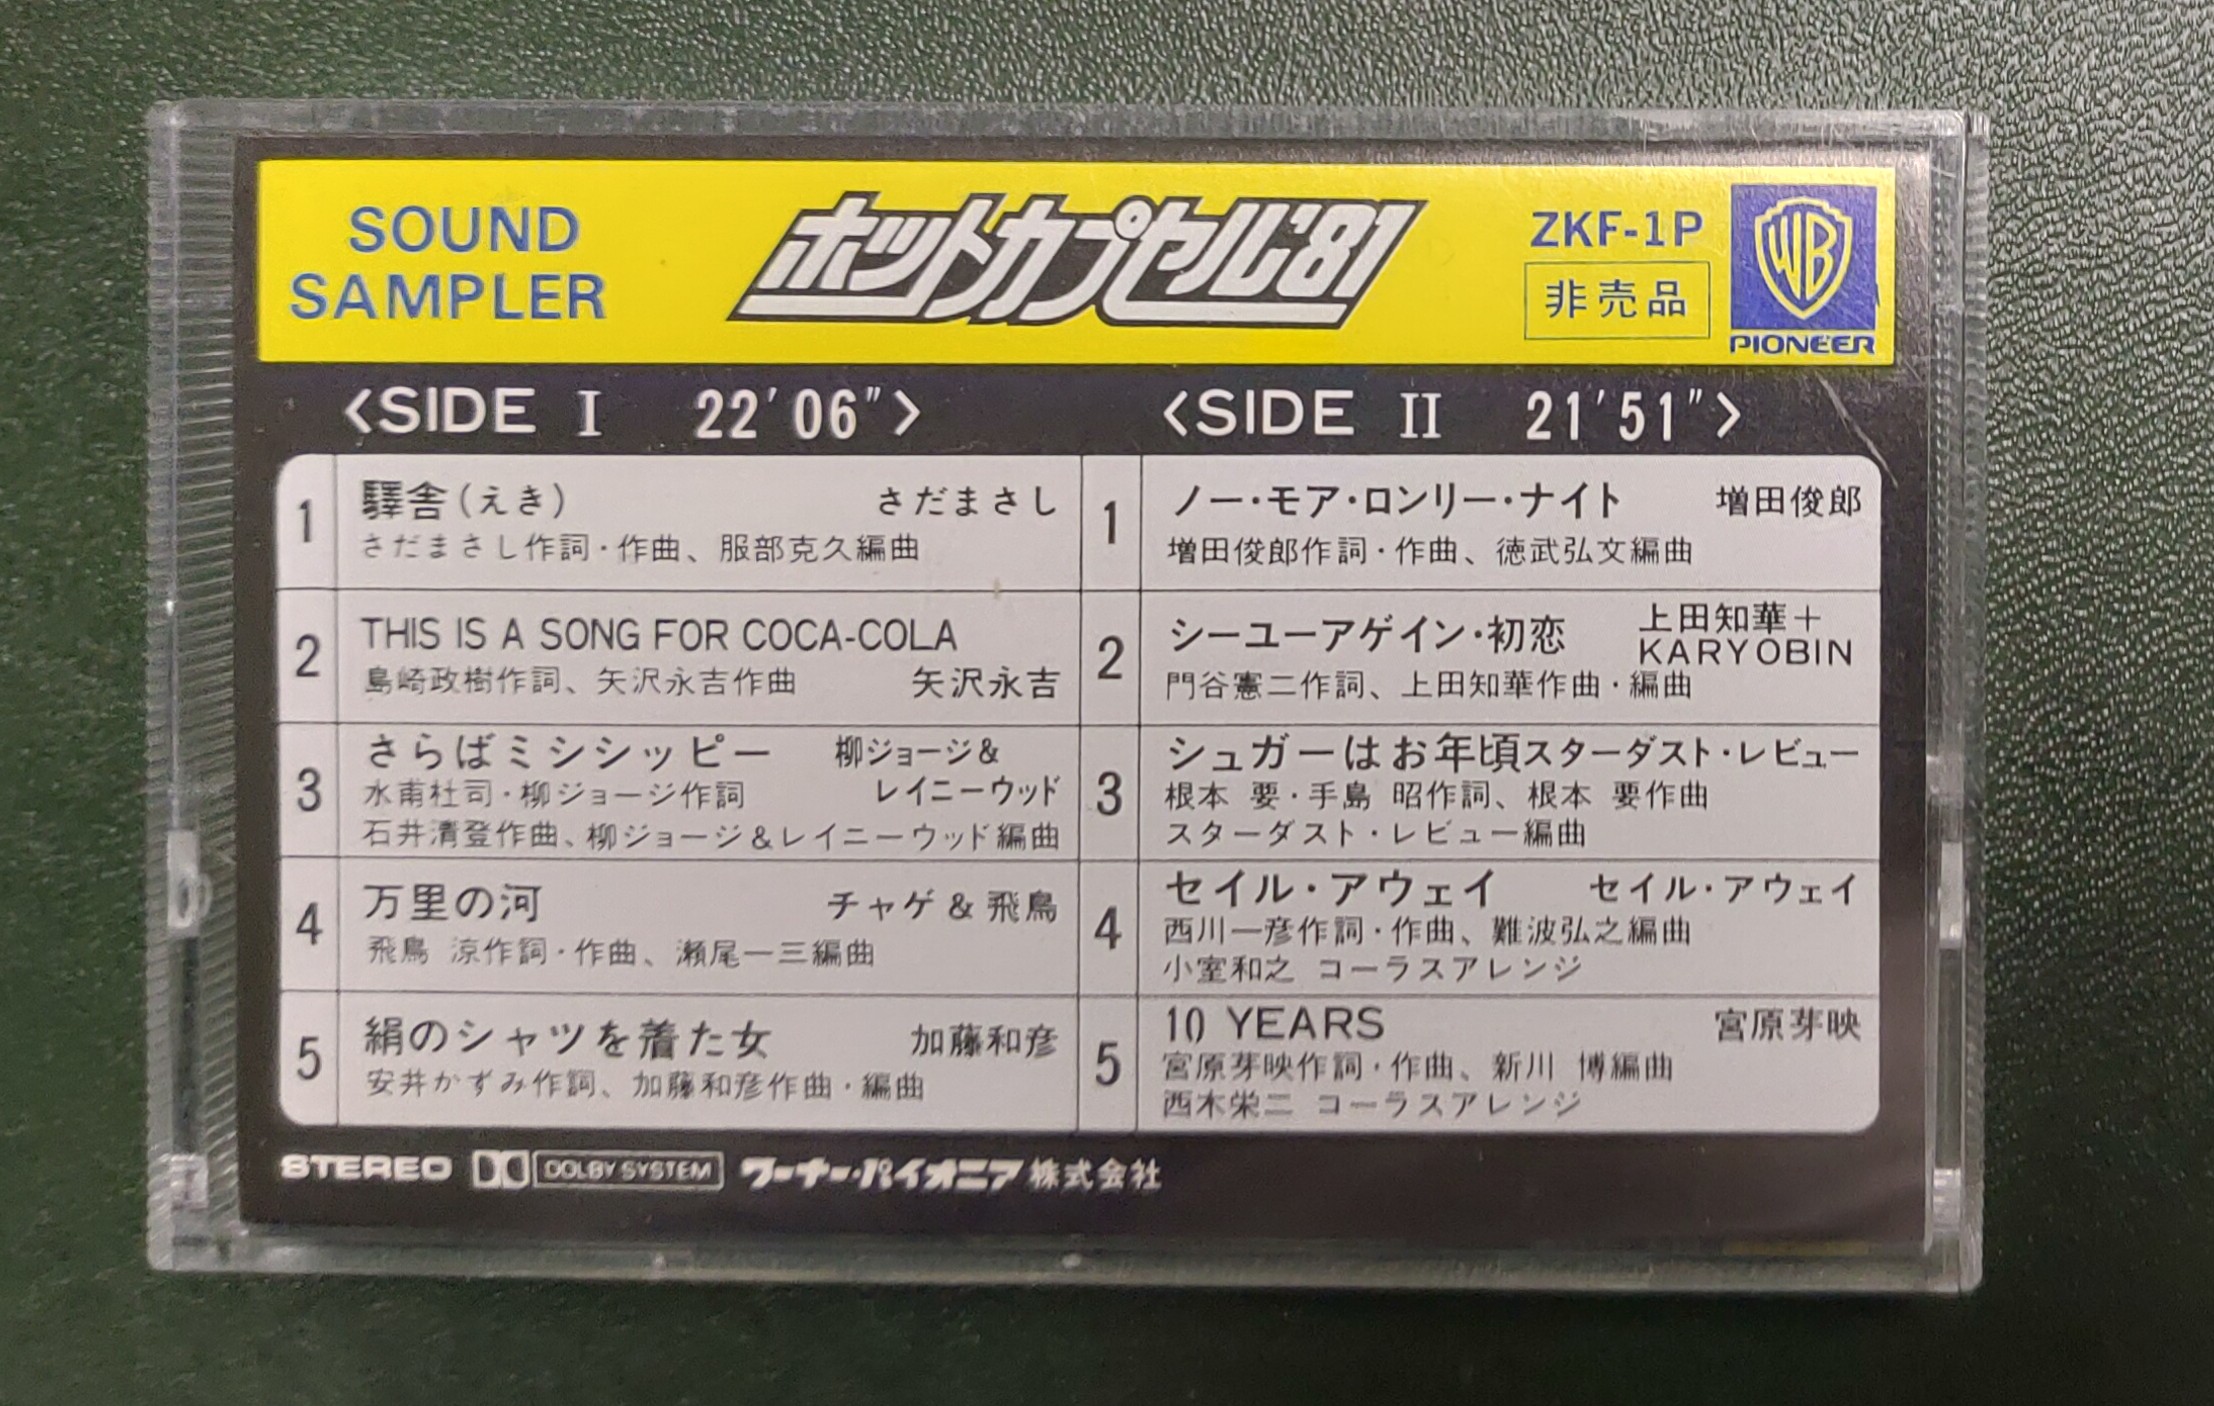 SOUND
SAMPLER
ホットカプセル'81
ZKF-1P
非売品
WB
PIONEER
<SIDE I 22'06">
1 驛舎(えき) さだまさし
さだまさし作詞・作曲、服部克久編曲
2 THIS IS A SONG FOR COCA-COLA
島崎政樹作詞、矢沢永吉作曲 矢沢永吉
3 さらばミシシッピー 柳ジョージ&
水甫杜司・柳ジョージ作詞 レイニーウッド
石井清登作曲、柳ジョージ&レイニーウッド編曲
4 万里の河 チャゲ&飛鳥
飛鳥 涼作詞・作曲、瀬尾一三編曲
5 絹のシャツを着た女 加藤和彦
安井かずみ作詞、加藤和彦作曲・編曲
<SIDE II 21'51">
1 ノー・モア・ロンリー・ナイト 増田俊郎
増田俊郎作詞・作曲、徳武弘文編曲
2 シーユーアゲイン・初恋 上田知華+
KARYOBIN
門谷憲二作詞、上田知華作曲・編曲
3 シュガーはお年頃 スターダスト・レビュー
根本 要・手島 昭作詞、根本 要作曲
スターダスト・レビュー編曲
4 セイル・アウェイ セイル・アウェイ
西川一彦作詞・作曲、難波弘之編曲
小室和之 コーラスアレンジ
5 10 YEARS 宮原芽映
宮原芽映作詞・作曲、新川 博編曲
西木栄二 コーラスアレンジ
STEREO DOLBY SYSTEM ワーナー・パイオニア株式会社